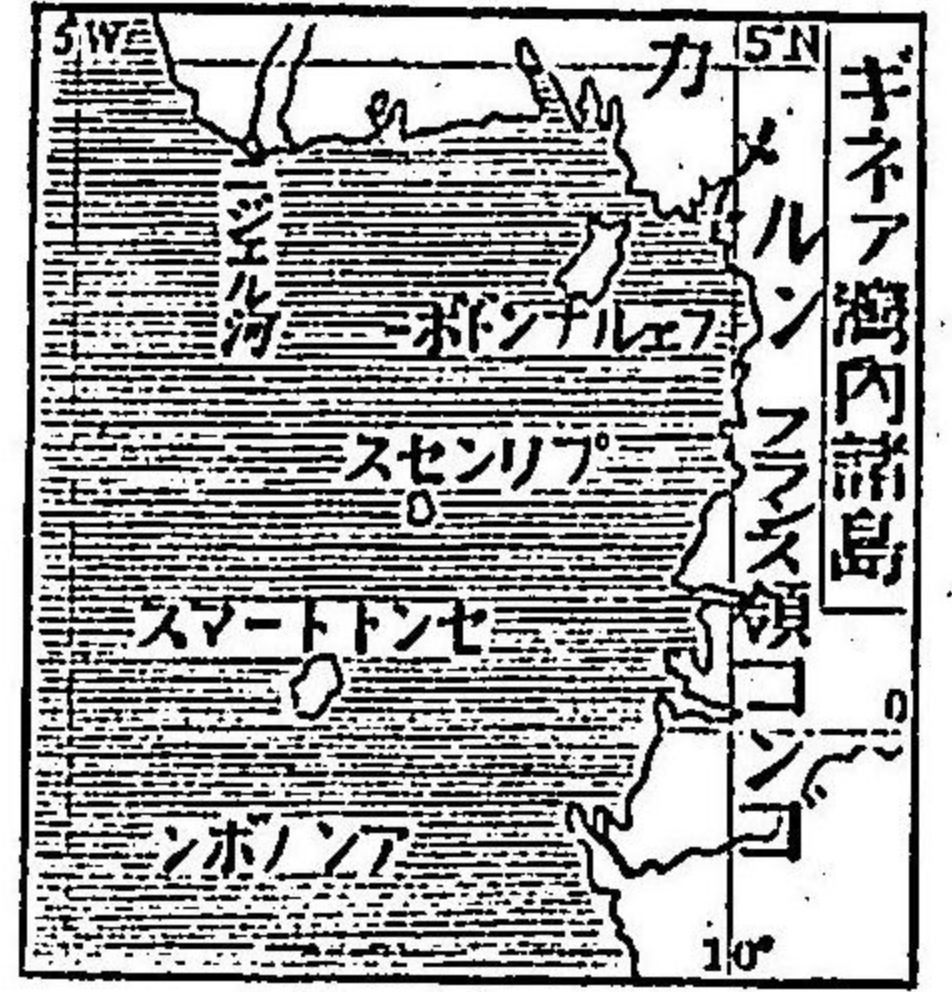 ギネア灣内諸島
5°N
5 W
カメルン
ニジェル河
フェルナンドボー
プリンセス
フランス領コンゴ
セントトーマス
0
アンノボン
10°